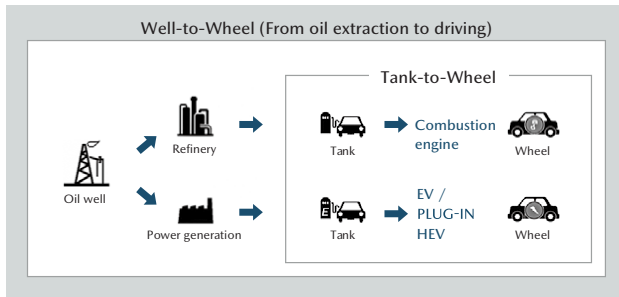 Well-to-Wheel (From oil extraction to driving)
Tank-to-Wheel
Oil well
Refinery
Tank
Combustion
engine
Wheel
Power generation
E
Tank
EV /
PLUG-IN
HEV
Wheel